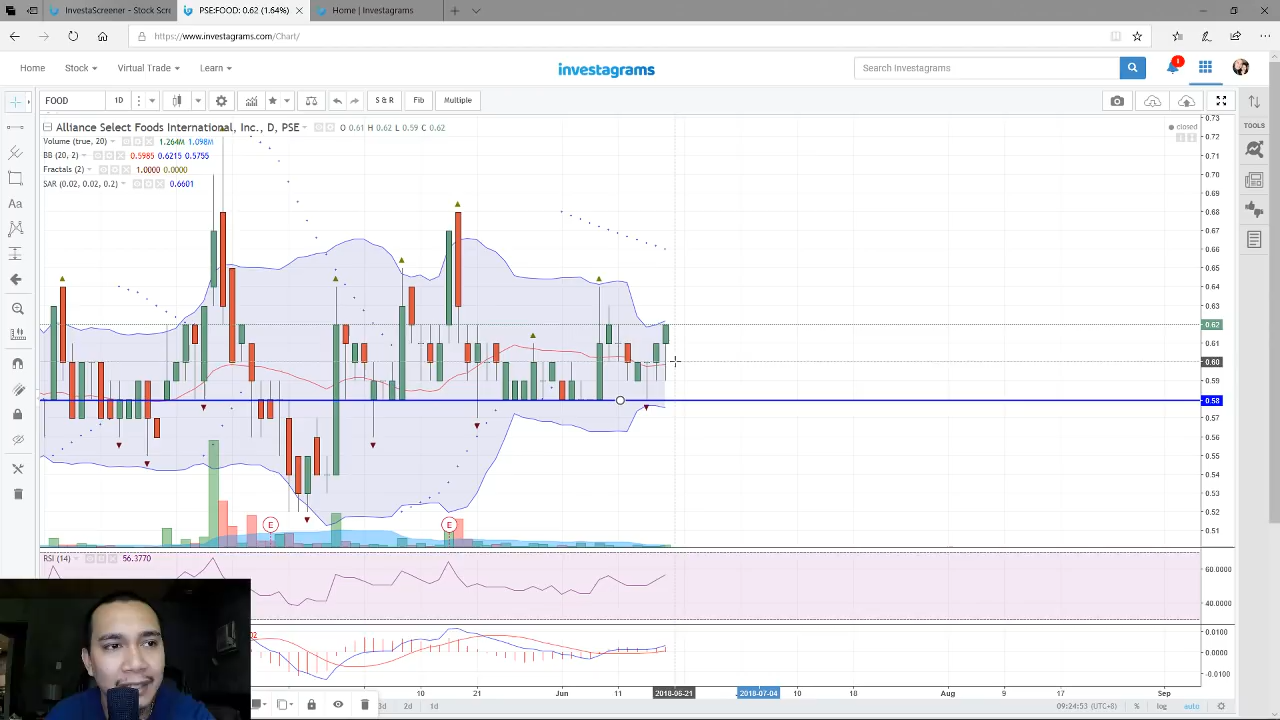 InvestaScreener - Stock Scre
PSE:FOOD: 0.62 (1.64%)
Home | Investagrams
https://www.investagrams.com/Chart/
Home
Stock
Virtual Trade
Learn
investagrams
Search Investagrams
1
FOOD
1D
S & R
Fib
Multiple
Alliance Select Foods International, Inc., D, PSE
O 0.61 H 0.62 L 0.59 C 0.62
closed
TOOLS
Volume (true, 20)
1.264M 1.098M
BB (20, 2)
0.5985 0.6215 0.5755
Fractals (2)
1.0000 0.0000
SAR (0.02, 0.02, 0.2)
0.6601
Aa
0.73
0.72
0.71
0.70
0.69
0.68
0.67
0.66
0.65
0.64
0.63
0.62
0.61
0.60
0.59
0.58
0.57
0.56
0.55
0.54
0.53
0.52
0.51
E
E
RSI (14)
56.3770
60.0000
40.0000
0.0100
0.0000
-0.0100
10
21
Jun
11
2018-06-21
2018-07-04
10
18
Aug
9
17
Sep
3d
2d
1d
09:24:53 (UTC+8)
%
log
auto